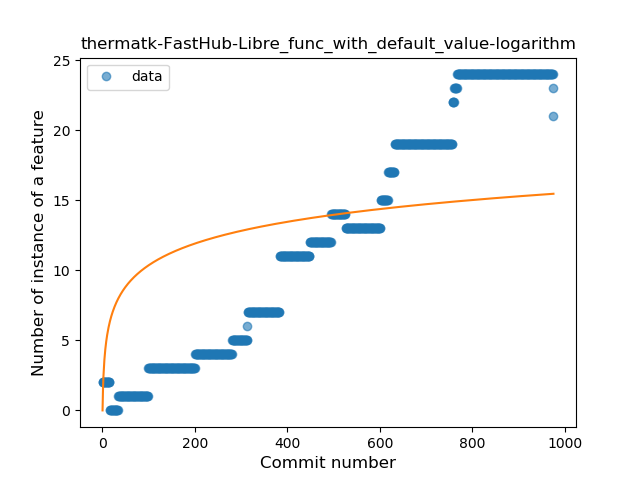 thermatk-FastHub-Libre_func_with_default_value-logarithm
data
Number of instance of a feature
25
20
15
10
5
0
0 200 400 600 800 1000
Commit number